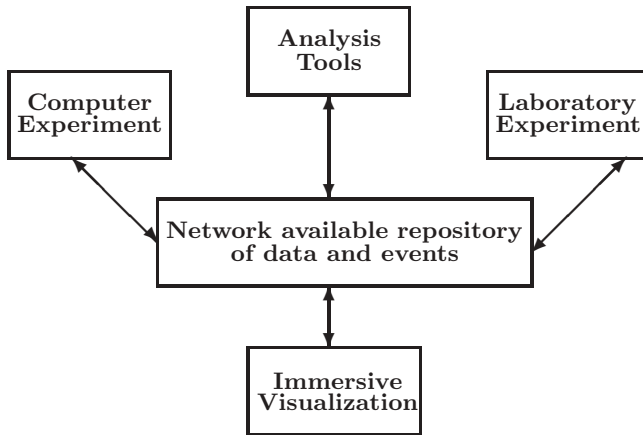 Analysis
Tools
Computer
Experiment
Laboratory
Experiment
Network available repository
of data and events
Immersive
Visualization